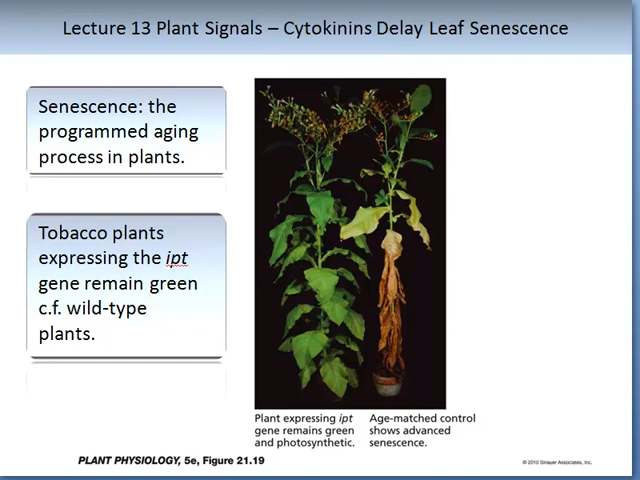 Lecture 13 Plant Signals – Cytokinins Delay Leaf Senescence
Senescence: the
programmed aging
process in plants.
Tobacco plants
expressing the ipt
gene remain green
c.f. wild-type
plants.
Plant expressing ipt
gene remains green
and photosynthetic.
Age-matched control
shows advanced
senescence.
PLANT PHYSIOLOGY, 5e, Figure 21.19
© 2010 Sinauer Associates, Inc.